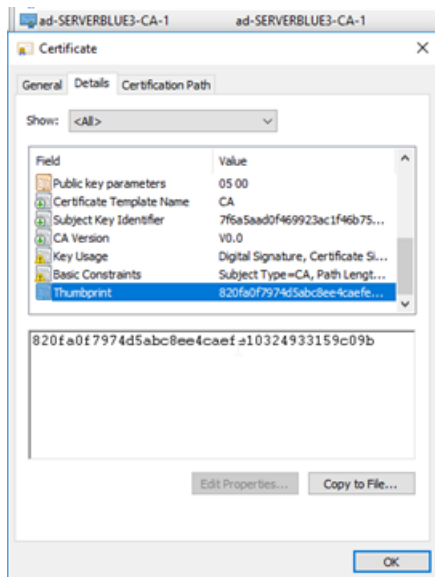 ad-SERVERBLUE3-CA-1 ad-SERVERBLUE3-CA-1
Certificate
General Details Certification Path
Show: <All>
Field Value
Public key parameters 05 00
Certificate Template Name CA
Subject Key Identifier 7f6a5aad0f469923ac1f46b75...
CA Version V0.0
Key Usage Digital Signature, Certificate Si...
Basic Constraints Subject Type=CA, Path Lengt...
Thumbprint 820fa0f7974d5abc8ee4caefe...
820fa0f7974d5abc8ee4caefe10324933159c09b
Edit Properties... Copy to File...
OK